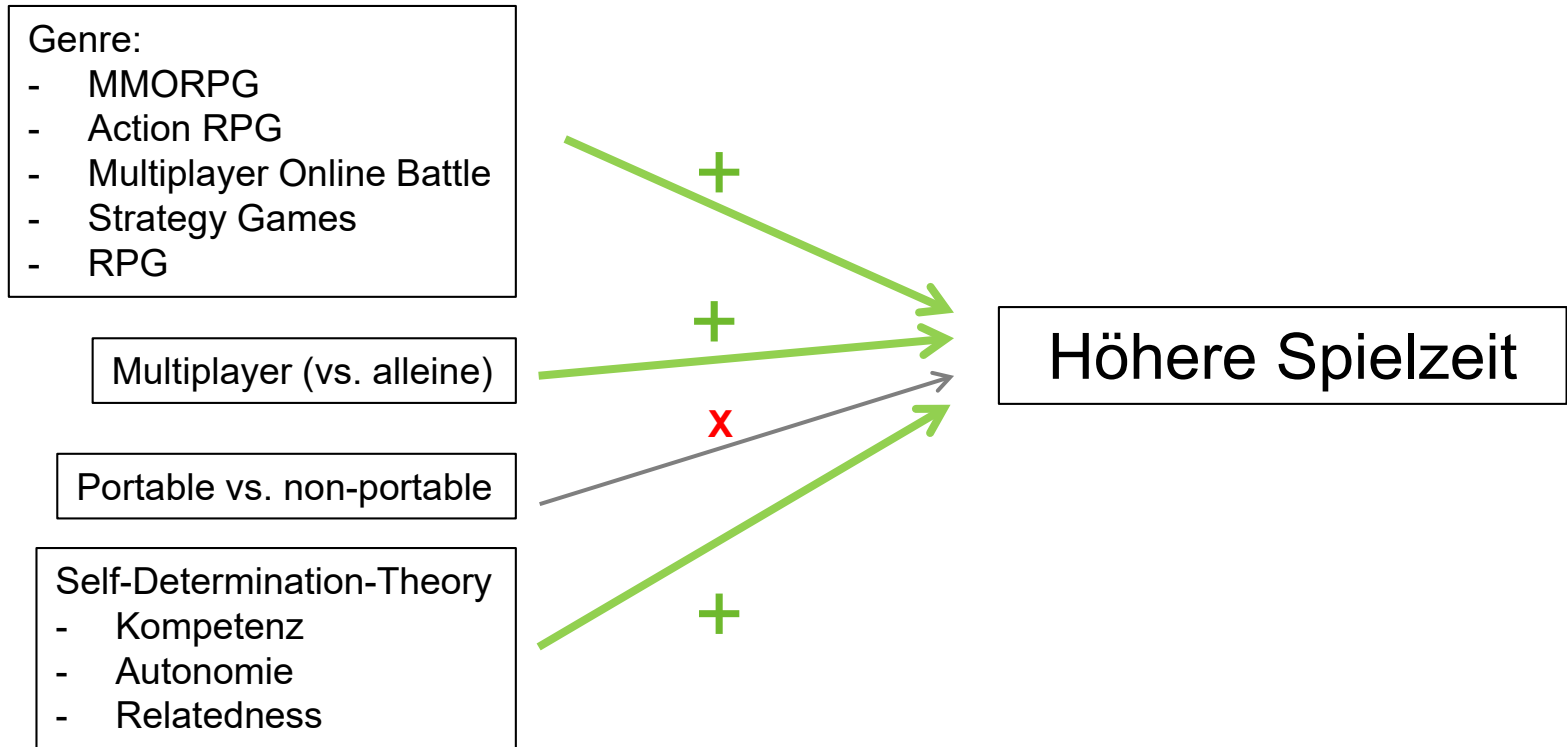 Genre:
- MMORPG
- Action RPG
- Multiplayer Online Battle
- Strategy Games
- RPG
+
+
Multiplayer (vs. alleine)
Höhere Spielzeit
x
Portable vs. non-portable
Self-Determination-Theory
- Kompetenz
- Autonomie
- Relatedness
+